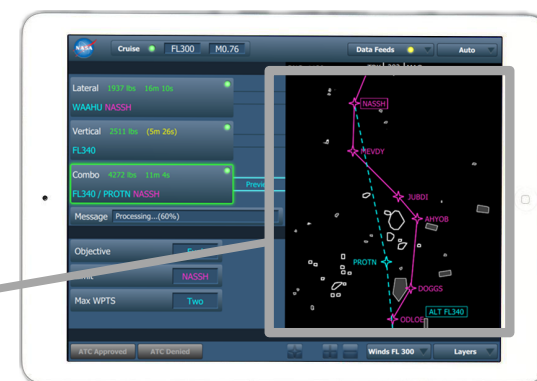 NASA Cruise FL300 M0.76 Data Feeds Auto
Lateral 1937 lbs 16m 10s
WAAHU NASSH
Vertical 2511 lbs (5m 26s)
FL340
Combo 4272 lbs 11m 4s
FL340 / PROTN NASSH
Message Processing...(60%)
Objective
NASSH
Max WPTS Two
ATC Approved ATC Denied
NASSH
JUBDI
AHYOB
PROTN
DOGGS
ALT FL340
Winds FL 300 Layers